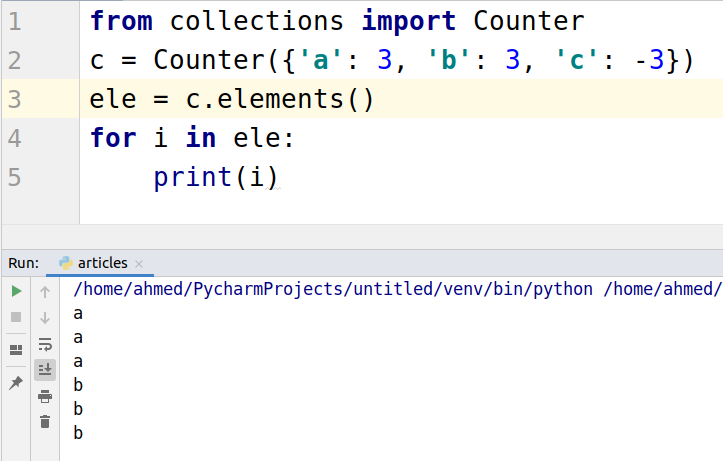 1 from collections import Counter
2 c = Counter({'a': 3, 'b': 3, 'c': -3})
3 ele = c.elements()
4 for i in ele:
5     print(i)
Run: articles ×
/home/ahmed/PycharmProjects/untitled/venv/bin/python /home/ahmed/
a
a
a
b
b
b